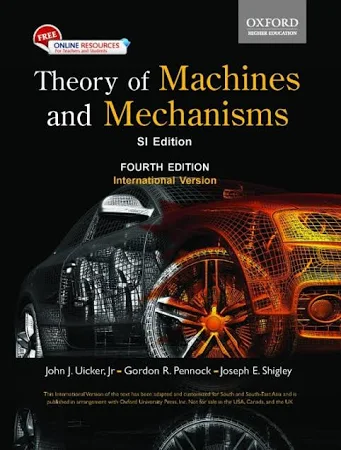 FREE
ONLINE RESOURCES
For Teachers and Students
OXFORD
HIGHER EDUCATION
Theory of Machines
and Mechanisms
SI Edition
FOURTH EDITION
International Version
John J. Uicker, Jr – Gordon R. Pennock – Joseph E. Shigley
This International Version of the text has been adapted and customized for South and South-East Asia and is
published in arrangement with Oxford University Press, Inc. Not for sale in the USA, Canada, and the UK